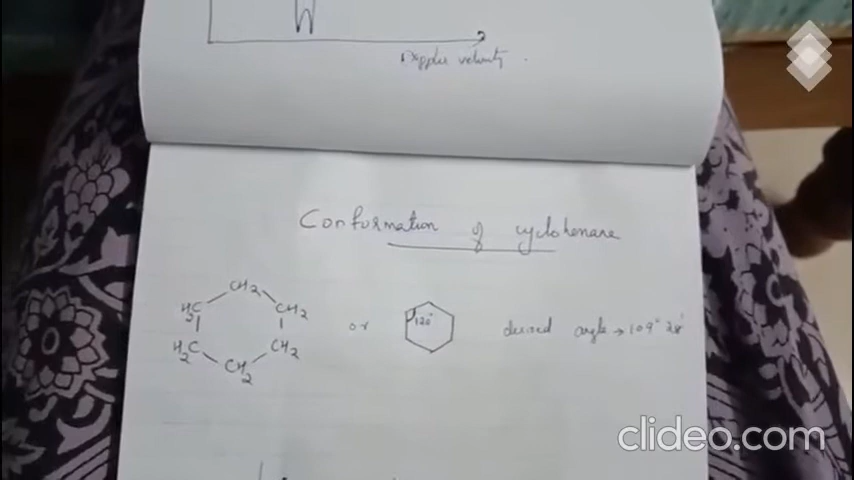 Doppler velocity.
Conformation of cyclohexane
CH2
H2C CH2
or
120°
desired angle → 109° 28'
H2C CH2
CH2
clideo.com